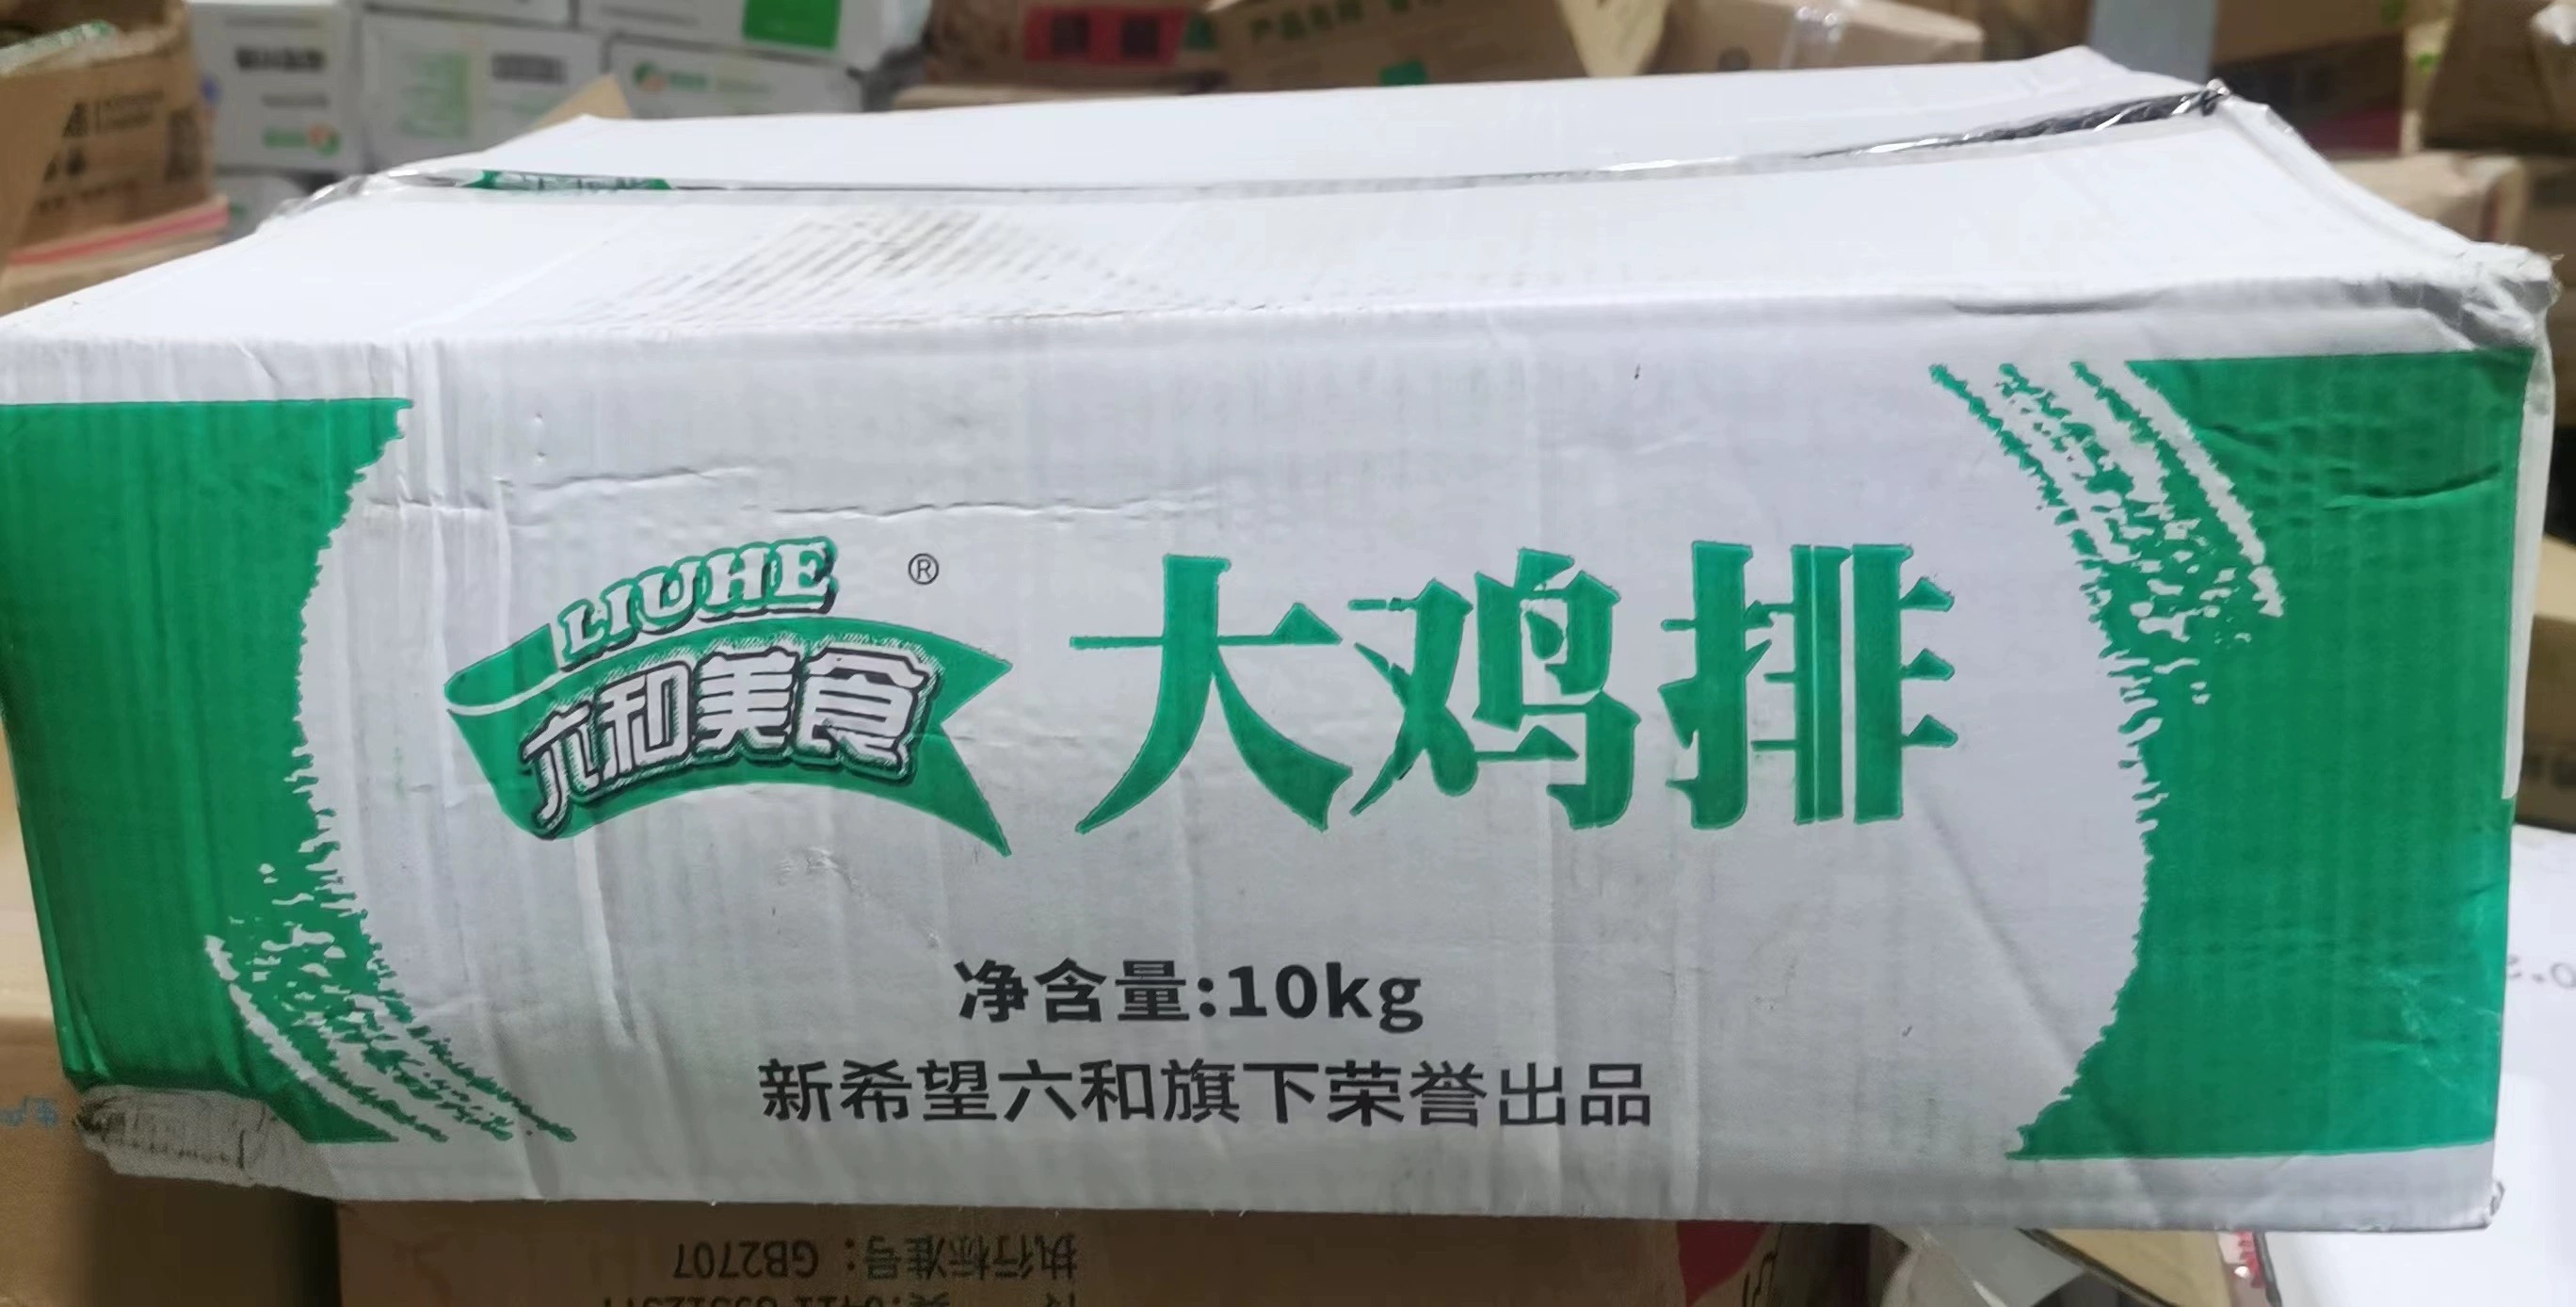 LIUHE ®
六和美食
大鸡排
净含量:10kg
新希望六和旗下荣誉出品
执行标准号：GB2707